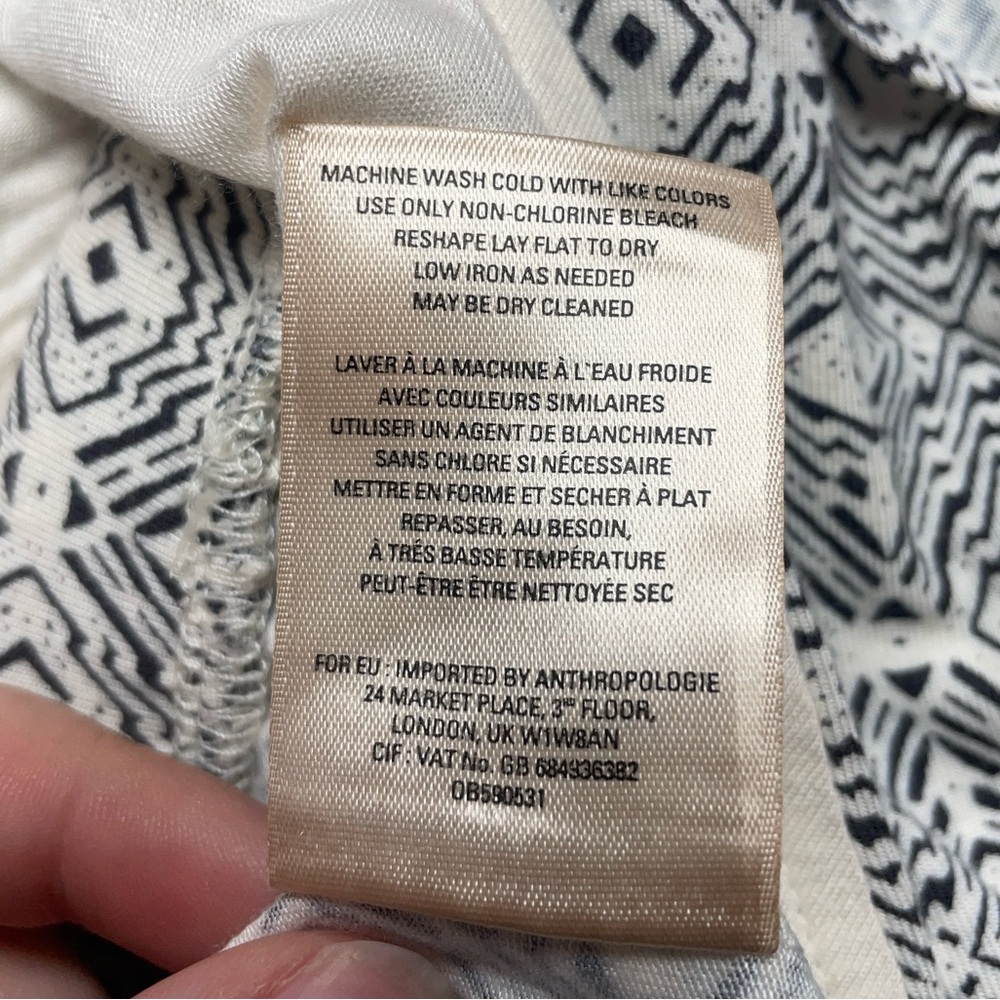 MACHINE WASH COLD WITH LIKE COLORS
USE ONLY NON-CHLORINE BLEACH
RESHAPE LAY FLAT TO DRY
LOW IRON AS NEEDED
MAY BE DRY CLEANED
LAVER À LA MACHINE À L'EAU FROIDE
AVEC COULEURS SIMILAIRES
UTILISER UN AGENT DE BLANCHIMENT
SANS CHLORE SI NÉCESSAIRE
METTRE EN FORME ET SECHER À PLAT
REPASSER, AU BESOIN,
À TRÉS BASSE TEMPÉRATURE
PEUT-ÊTRE ÊTRE NETTOYÉE SEC
FOR EU : IMPORTED BY ANTHROPOLOGIE
24 MARKET PLACE, 3RD FLOOR,
LONDON, UK W1W8AN
CIF : VAT No. GB 684936382
OB590531